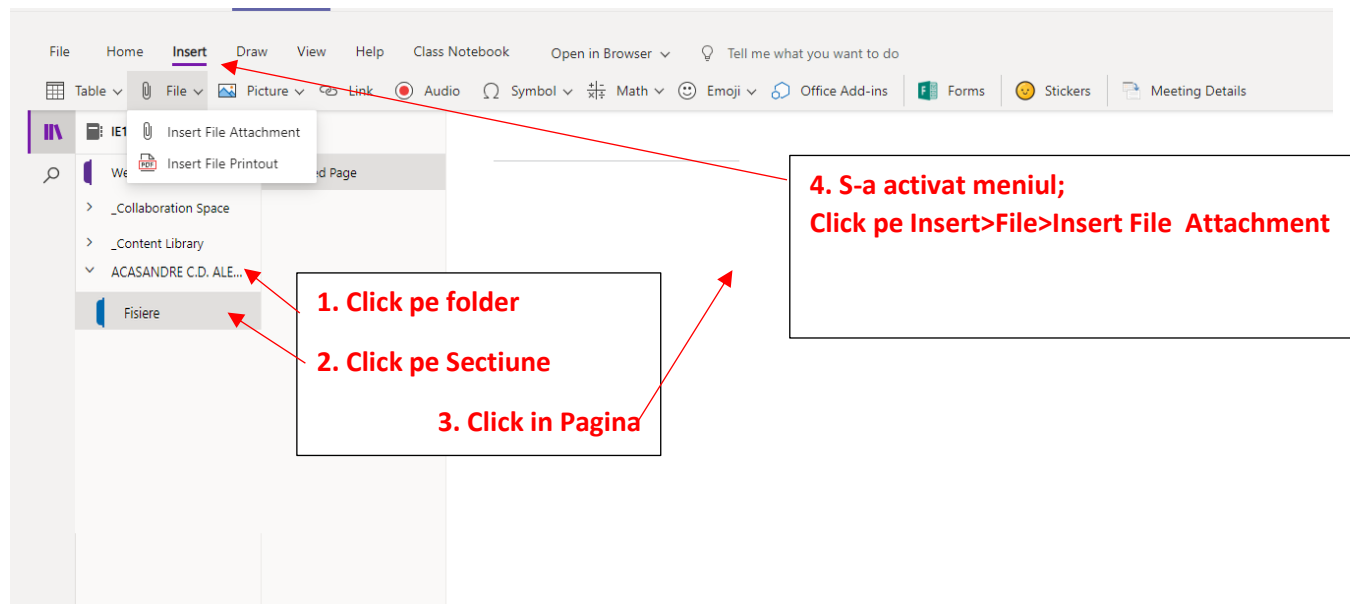 File Home Insert Draw View Help Class Notebook Open in Browser Tell me what you want to do
Table File Picture Link Audio Symbol Math Emoji Office Add-ins Forms Stickers Meeting Details
IE1
Insert File Attachment
Insert File Printout
We
ed Page
_Collaboration Space
_Content Library
ACASANDRE C.D. ALE...
Fisiere
1. Click pe folder
2. Click pe Sectiune
3. Click in Pagina
4. S-a activat meniul;
Click pe Insert>File>Insert File Attachment